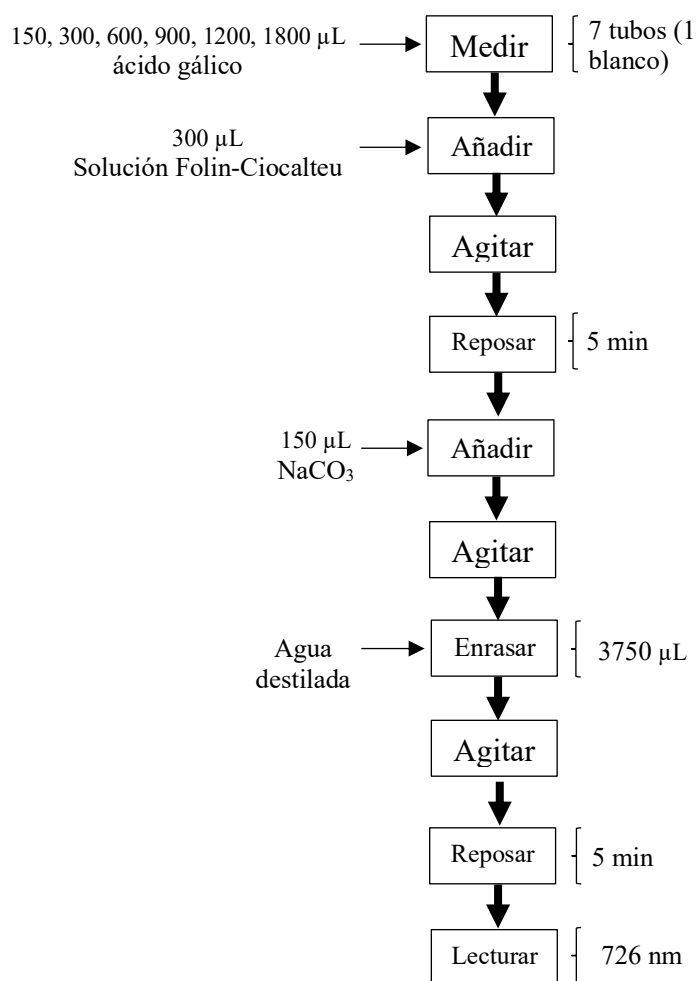 150, 300, 600, 900, 1200, 1800 µL
ácido gálico
Medir
7 tubos (1
blanco)
300 µL
Solución Folin-Ciocalteu
Añadir
Agitar
Reposar
5 min
150 µL
NaCO₃
Añadir
Agitar
Agua
destilada
Enrasar
3750 µL
Agitar
Reposar
5 min
Lecturar
726 nm